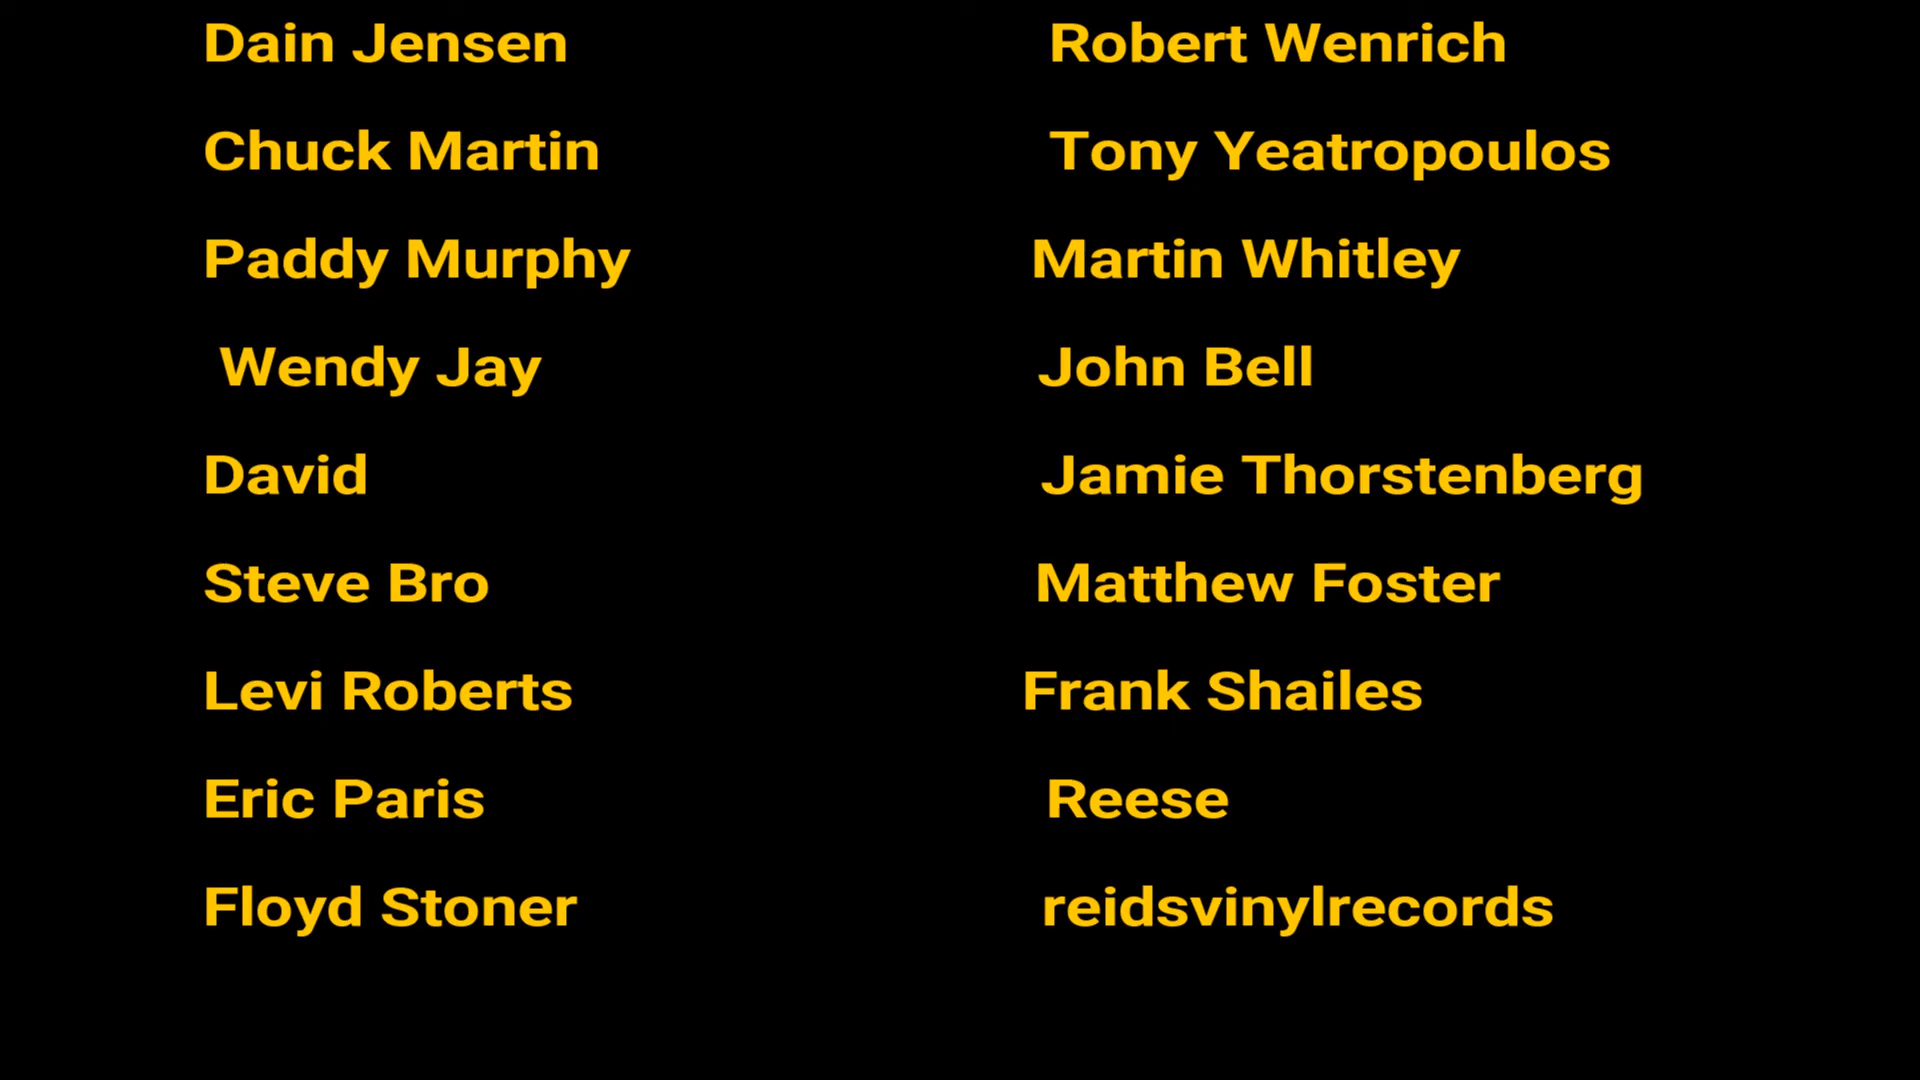 Dain Jensen
Robert Wenrich
Chuck Martin
Tony Yeatropoulos
Paddy Murphy
Martin Whitley
Wendy Jay
John Bell
David
Jamie Thorstenberg
Steve Bro
Matthew Foster
Levi Roberts
Frank Shailes
Eric Paris
Reese
Floyd Stoner
reidsvinylrecords